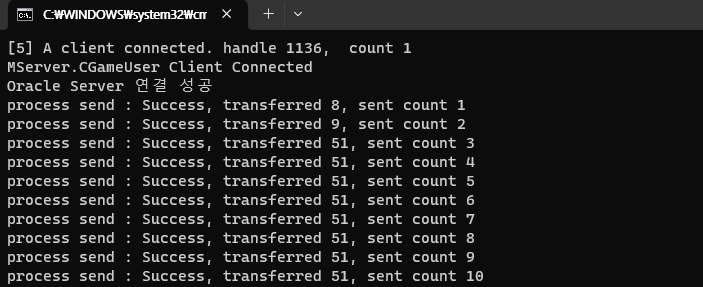 C:\WINDOWS\system32\cm
[5] A client connected. handle 1136,  count 1
MServer.CGameUser Client Connected
Oracle Server 연결 성공
process send : Success, transferred 8, sent count 1
process send : Success, transferred 9, sent count 2
process send : Success, transferred 51, sent count 3
process send : Success, transferred 51, sent count 4
process send : Success, transferred 51, sent count 5
process send : Success, transferred 51, sent count 6
process send : Success, transferred 51, sent count 7
process send : Success, transferred 51, sent count 8
process send : Success, transferred 51, sent count 9
process send : Success, transferred 51, sent count 10